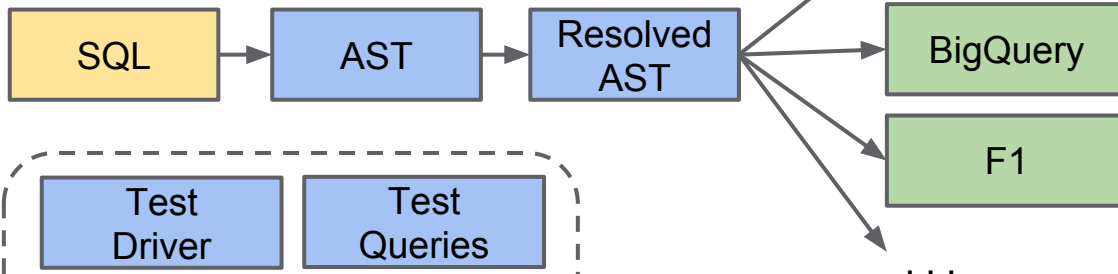 SQL
AST
Resolved
AST
BigQuery
F1
Test
Driver
Test
Queries
...